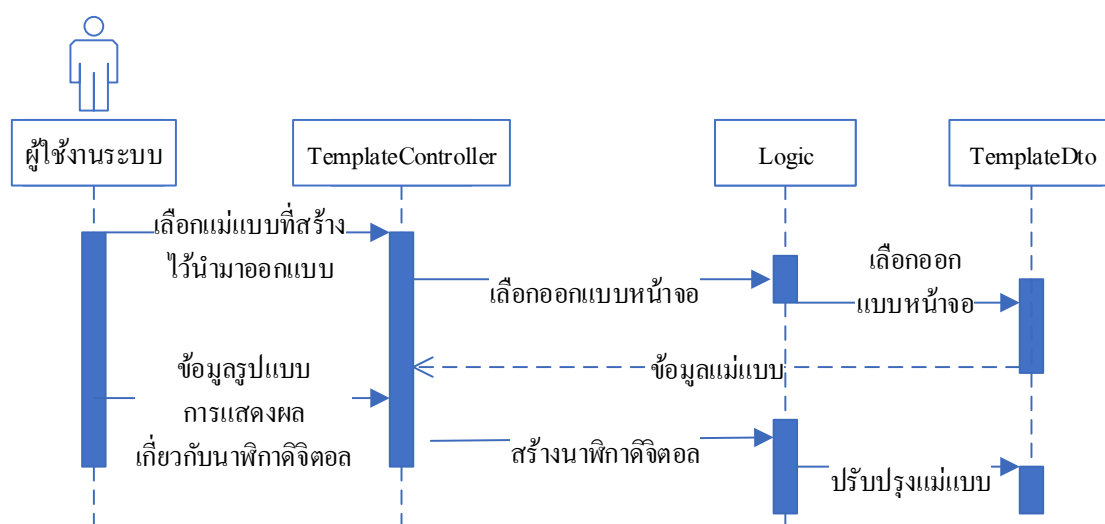 ผู้ใช้งานระบบ
TemplateController
Logic
TemplateDto
เลือกแม่แบบที่สร้าง
ไว้นำมาออกแบบ
เลือกออกแบบหน้าจอ
เลือกออก
แบบหน้าจอ
ข้อมูลแม่แบบ
ข้อมูลรูปแบบ
การแสดงผล
เกี่ยวกับนาฬิกาดิจิตอล
สร้างนาฬิกาดิจิตอล
ปรับปรุงแม่แบบ